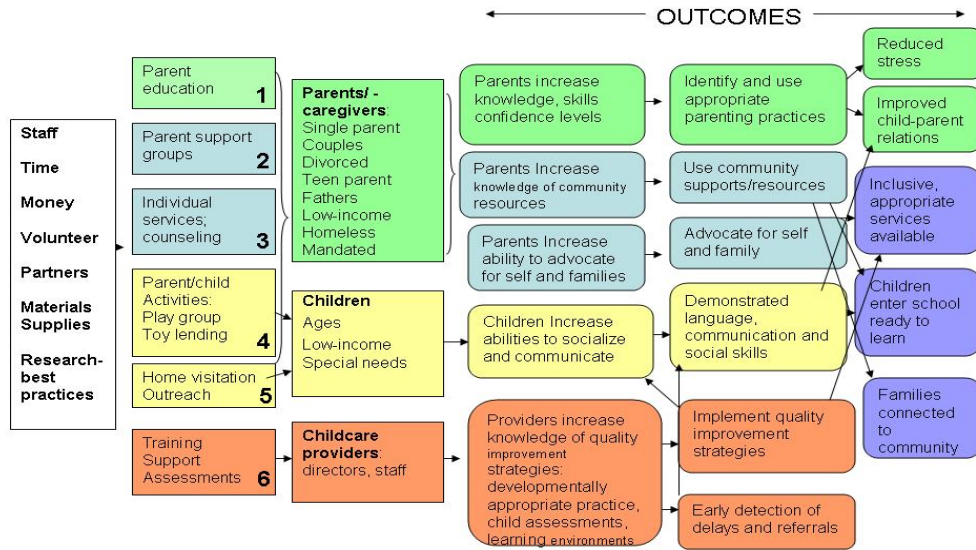 OUTCOMES
Staff
Time
Money
Volunteer
Partners
Materials
Supplies
Research-
best
practices
Parent
education
1
Parent support
groups
2
Individual
services;
counseling
3
Parent/child
Activities:
Play group
Toy lending
4
Home visitation
Outreach
5
Training
Support
Assessments
6
Parents/ -
caregivers:
Single parent
Couples
Divorced
Teen parent
Fathers
Low-income
Homeless
Mandated
Children
Ages
Low-income
Special needs
Childcare
providers:
directors, staff
Parents increase
knowledge, skills
confidence levels
Parents Increase
knowledge of community
resources
Parents Increase
ability to advocate
for self and families
Children Increase
abilities to socialize
and communicate
Providers increase
knowledge of quality
improvement
strategies:
developmentally
appropriate practice,
child assessments,
learning environments
Identify and use
appropriate
parenting practices
Use community
supports/resources
Advocate for self
and family
Demonstrated
language,
communication and
social skills
Implement quality
improvement
strategies
Early detection of
delays and referrals
Reduced
stress
Improved
child-parent
relations
Inclusive,
appropriate
services
available
Children
enter school
ready to
learn
Families
connected
to
community